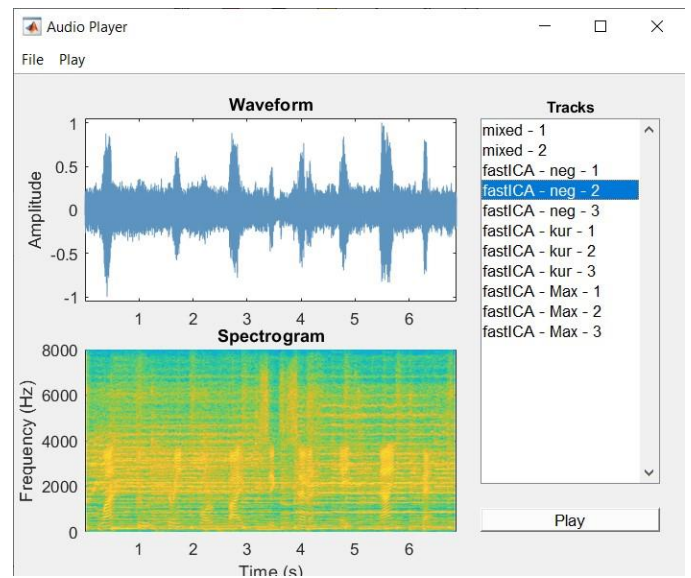 Audio Player
File Play
Waveform
1
0.5
0
-0.5
-1
Amplitude
1 2 3 4 5 6
Spectrogram
8000
6000
4000
2000
0
Frequency (Hz)
1 2 3 4 5 6
Time (s)
Tracks
mixed - 1
mixed - 2
fastICA - neg - 1
fastICA - neg - 2
fastICA - neg - 3
fastICA - kur - 1
fastICA - kur - 2
fastICA - kur - 3
fastICA - Max - 1
fastICA - Max - 2
fastICA - Max - 3
Play